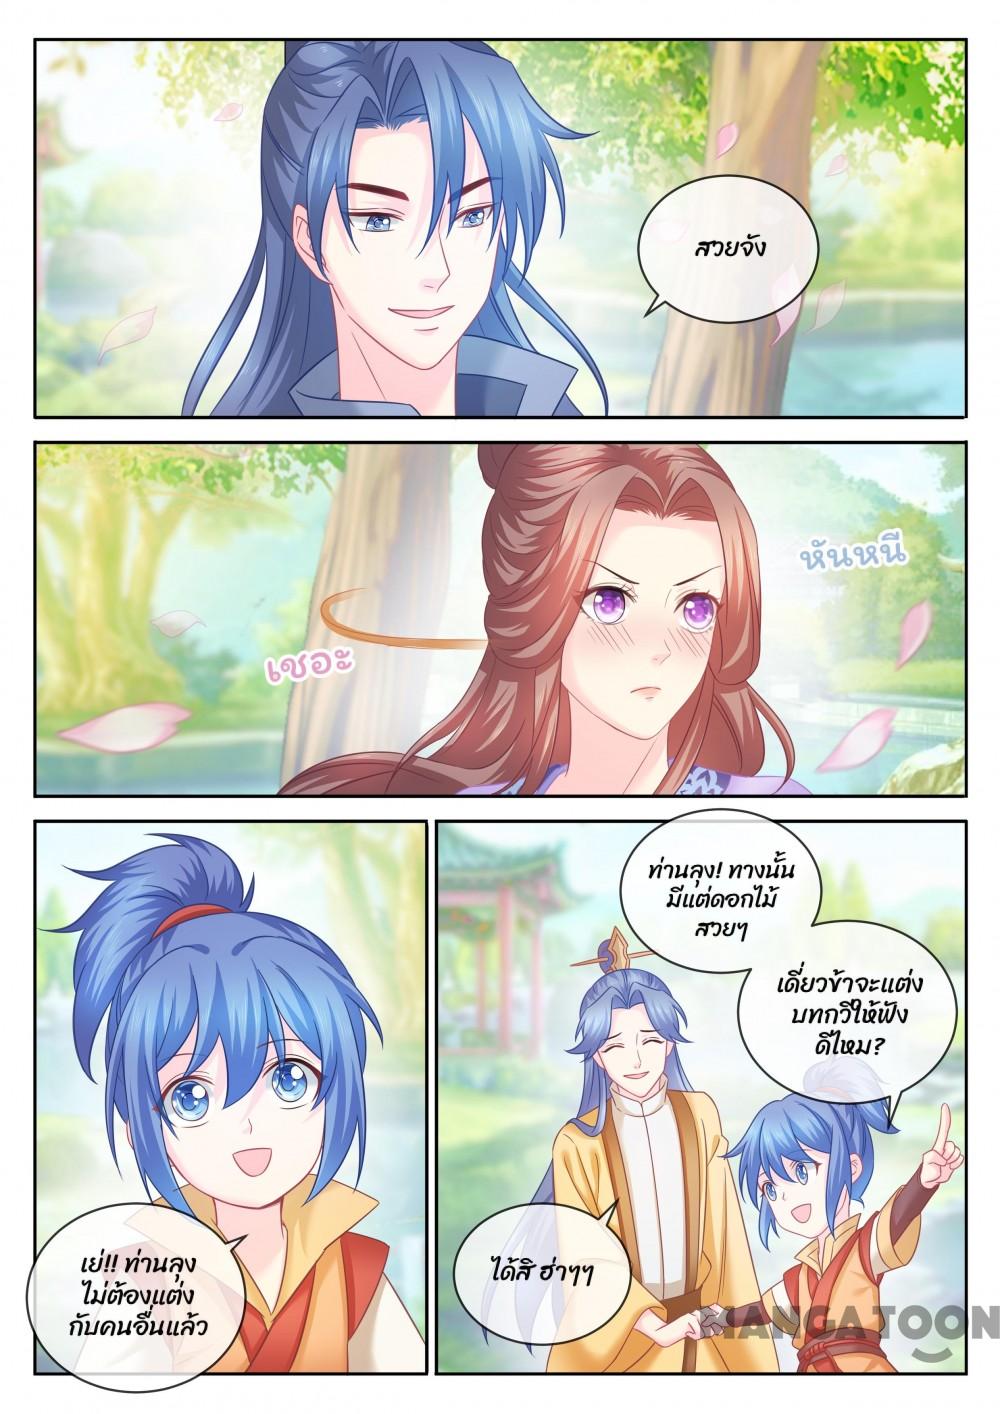 สวยจัง
หันหนี
เชอะ
เย่!! ท่านลุง
ไม่ต้องแต่ง
กับคนอื่นแล้ว
ท่านลุง! ทางนั้น
มีแต่ดอกไม้
สวยๆ
เดี่ยวข้าจะแต่ง
บทกวีให้ฟัง
ดีไหม?
ได้สิ ฮ่าๆๆ
MANGATOON